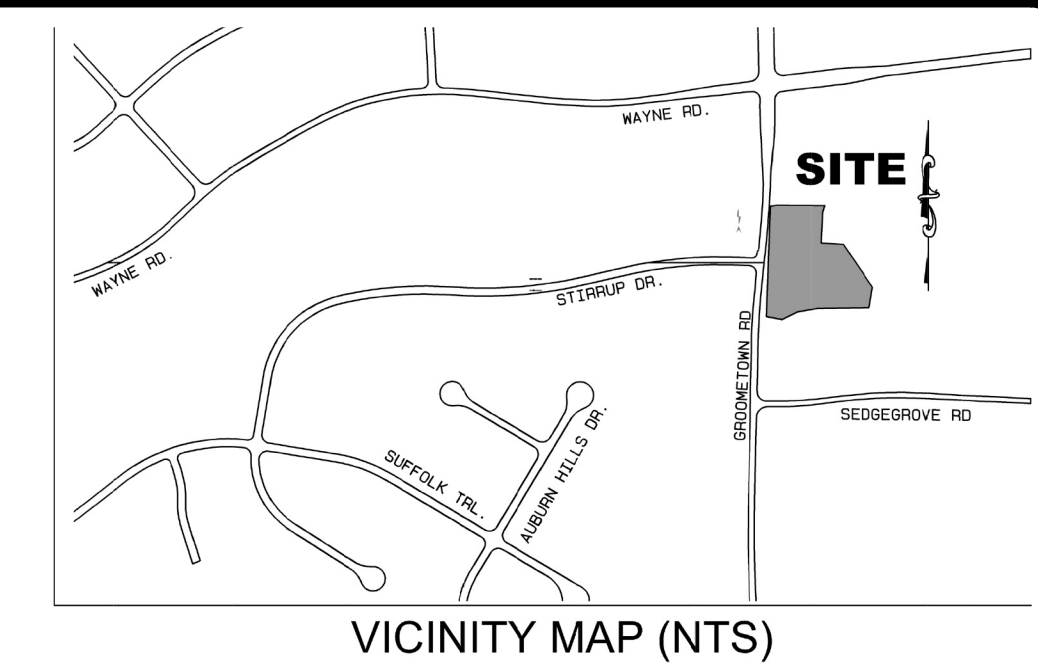 WAYNE RD.
SITE
WAYNE RD.
STIRRUP DR.
GROOMETOWN RD
SEDGEGROVE RD
SUFFOLK TRL.
AUBURN HILLS DR.
VICINITY MAP (NTS)